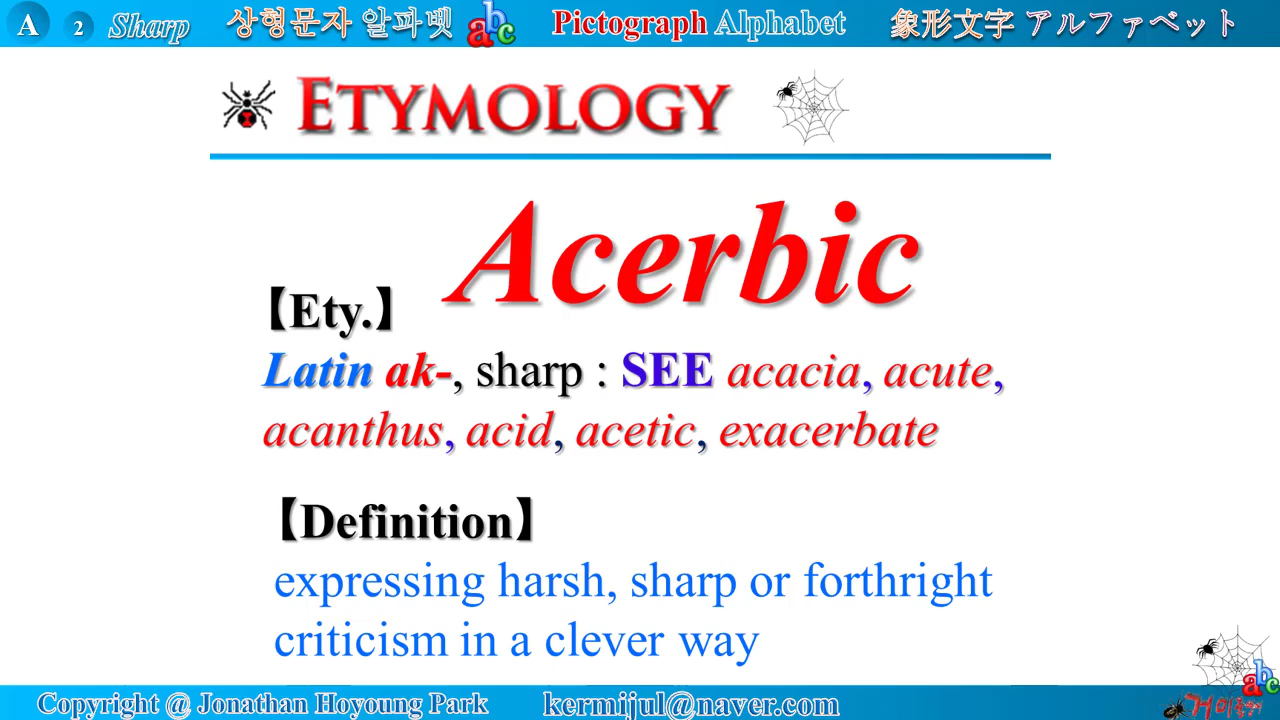 A 2 Sharp 상형문자 알파벳 abc Pictograph Alphabet 象形文字 アルファベット
ETYMOLOGY
Acerbic
【Ety.】
Latin ak-, sharp : SEE acacia, acute,
acanthus, acid, acetic, exacerbate
【Definition】
expressing harsh, sharp or forthright
criticism in a clever way
abc
Copyright @ Jonathan Hoyoung Park kermijul@naver.com